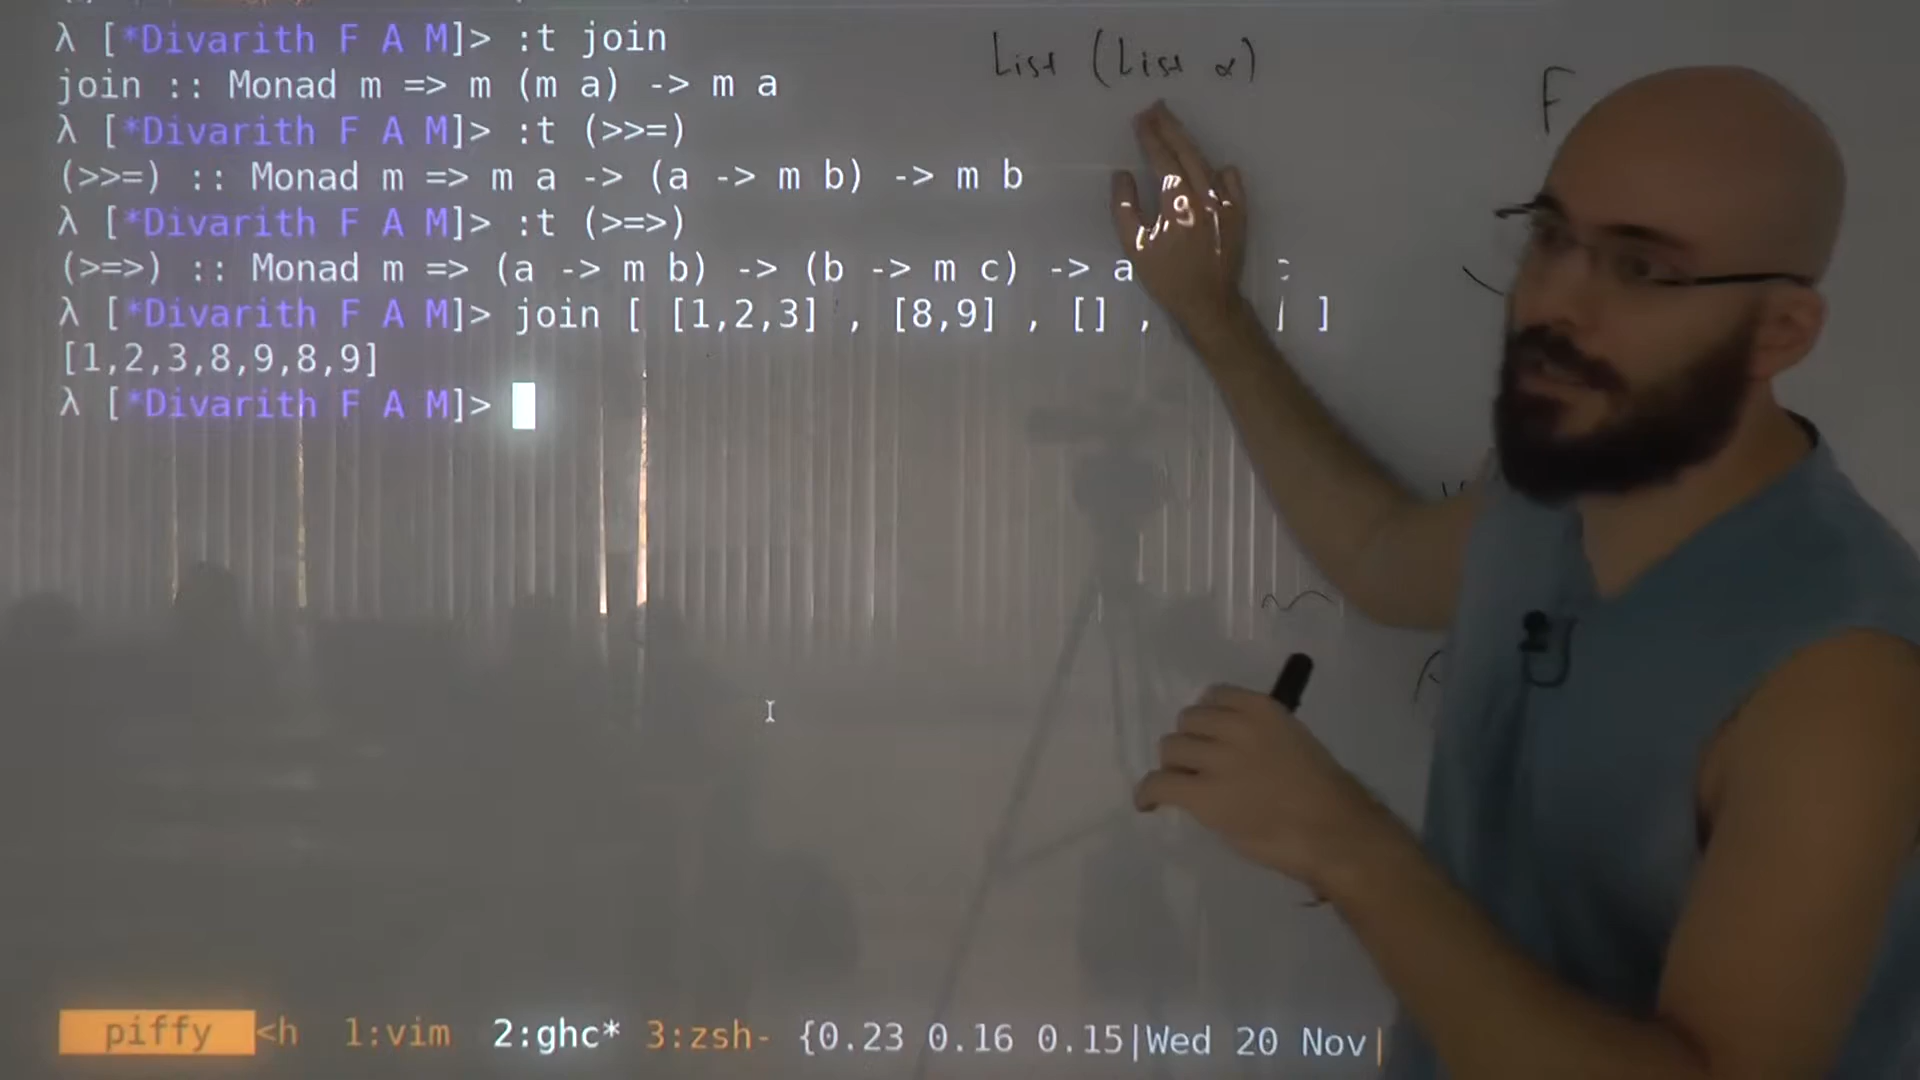 λ [*Divarith F A M]> :t join
join :: Monad m => m (m a) -> m a
λ [*Divarith F A M]> :t (>>=)
(>>=) :: Monad m => m a -> (a -> m b) -> m b
λ [*Divarith F A M]> :t (>=>)
(>=>) :: Monad m => (a -> m b) -> (b -> m c) -> a
λ [*Divarith F A M]> join [ [1,2,3] , [8,9] , [] , ]
[1,2,3,8,9,8,9]
λ [*Divarith F A M]>
List (List α)
F
piffy <h 1:vim 2:ghc* 3:zsh- {0.23 0.16 0.15|Wed 20 Nov|